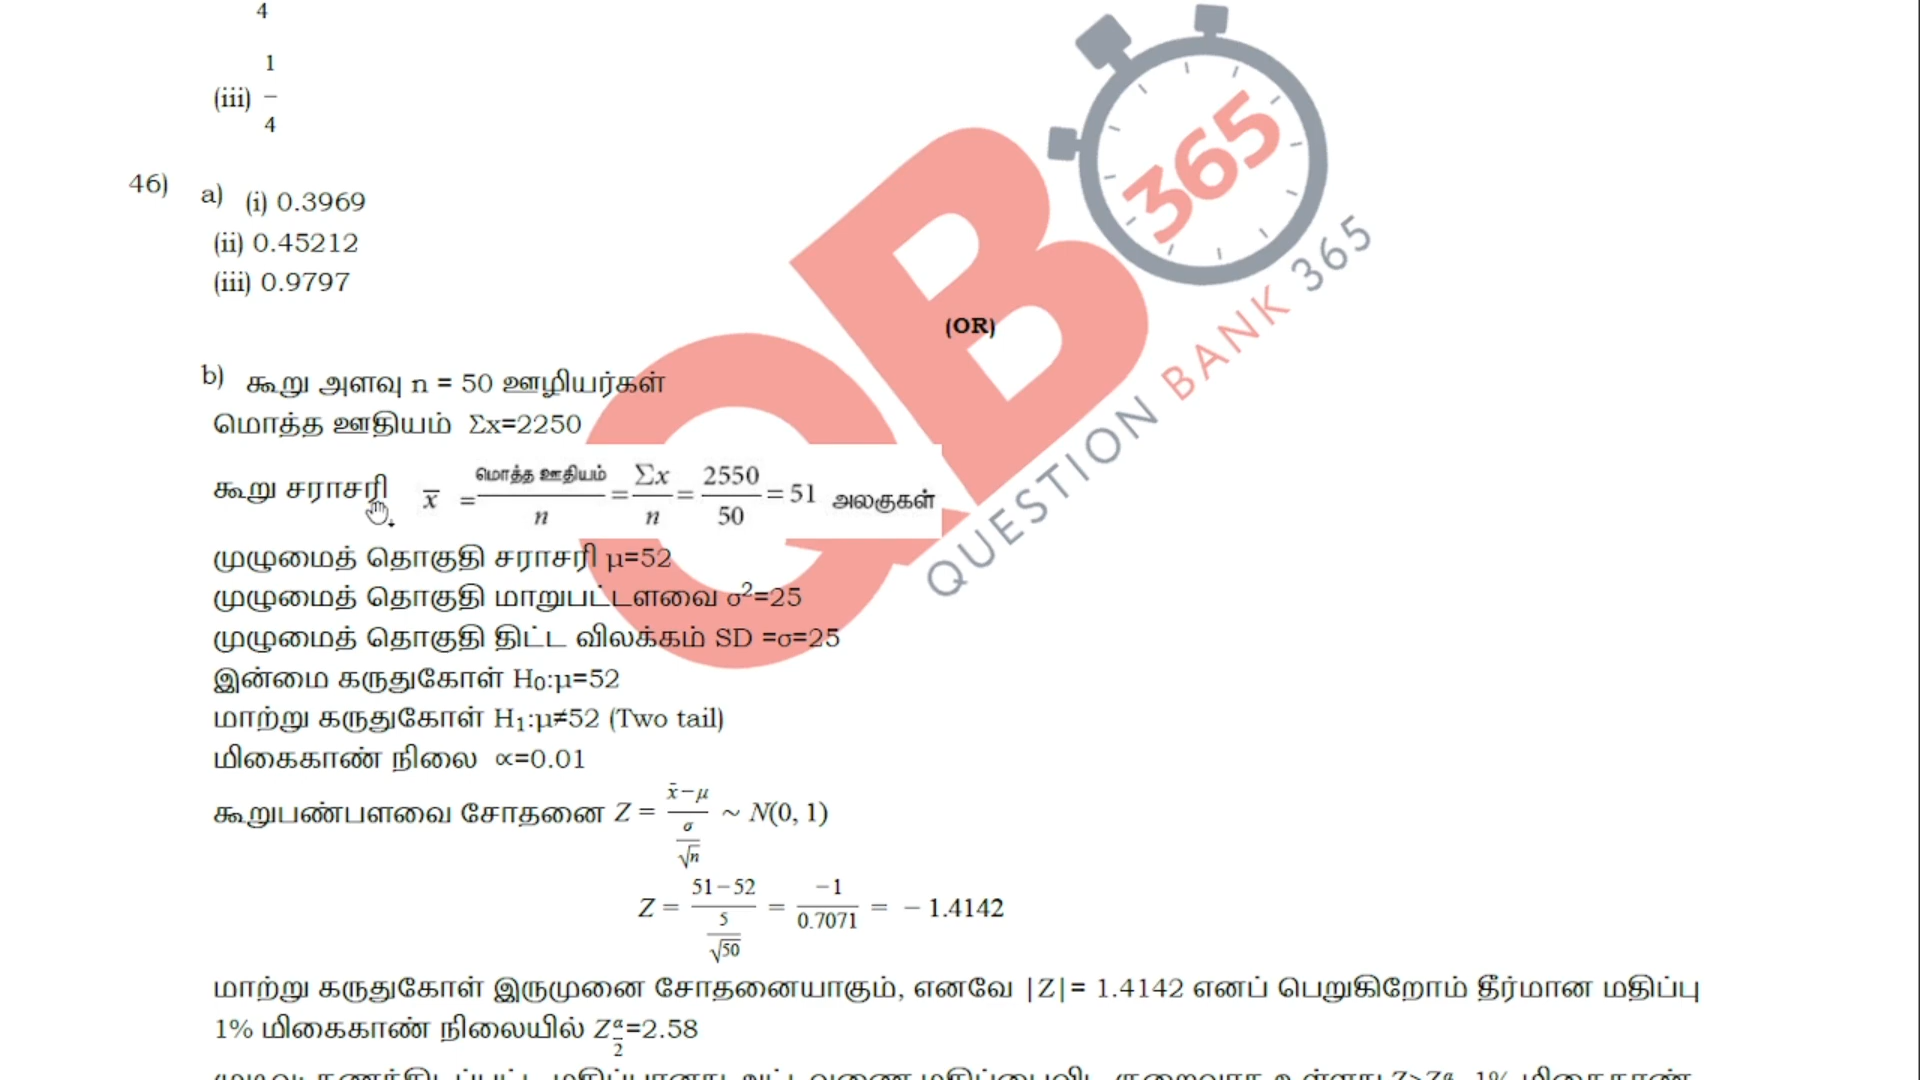 4
(iii) 1/4
46) a) (i) 0.3969
(ii) 0.45212
(iii) 0.9797
(OR)
b) கூறு அளவு n = 50 ஊழியர்கள்
மொத்த ஊதியம் Σx=2250
கூறு சராசரி x̅ = மொத்த ஊதியம்/n = Σx/n = 2550/50 = 51 அலகுகள்
முழுமைத் தொகுதி சராசரி μ=52
முழுமைத் தொகுதி மாறுபட்டளவை σ²=25
முழுமைத் தொகுதி திட்ட விலக்கம் SD =σ=25
இன்மை கருதுகோள் H₀:μ=52
மாற்று கருதுகோள் H₁:μ≠52 (Two tail)
மிகைகாண் நிலை ∝=0.01
கூறுபண்பளவை சோதனை Z = (x̄−μ)/(σ/√n) ~ N(0, 1)
Z = (51−52)/(5/√50) = −1/0.7071 = − 1.4142
மாற்று கருதுகோள் இருமுனை சோதனையாகும், எனவே |Z|= 1.4142 எனப் பெறுகிறோம் தீர்மான மதிப்பு
1% மிகைகாண் நிலையில் Zα/2=2.58
QB
365
QUESTION BANK 365